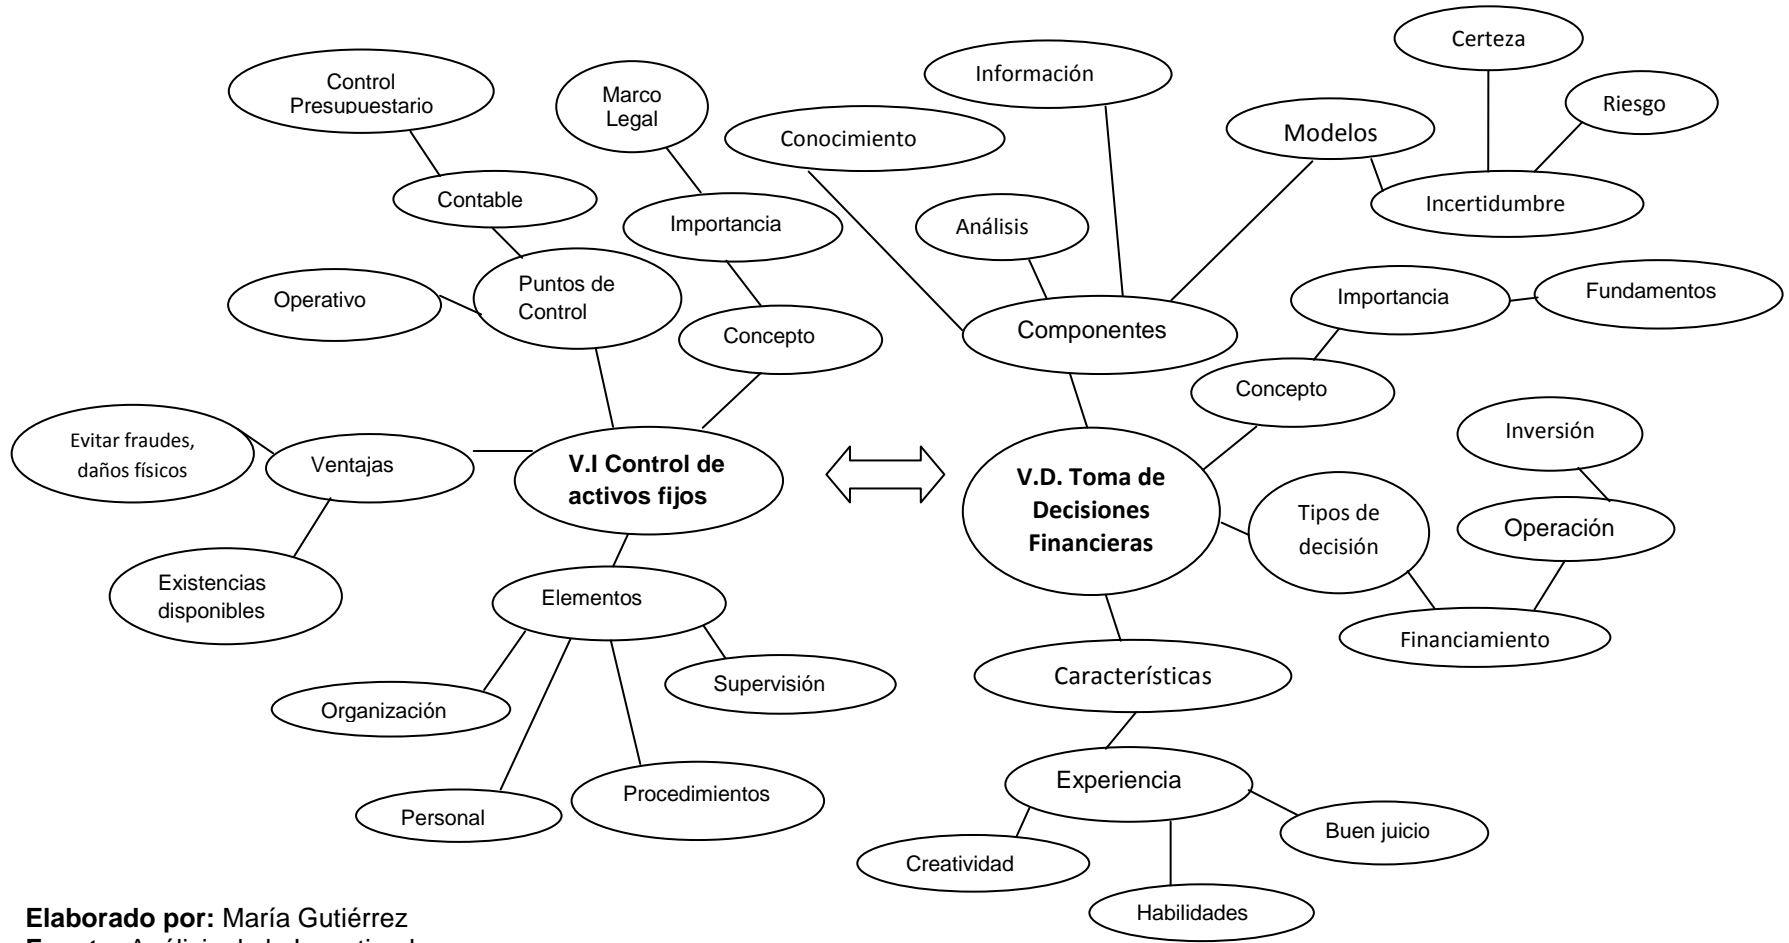 Certeza
Información
Control
Presupuestario
Marco
Legal
Riesgo
Modelos
Conocimiento
Contable
Incertidumbre
Importancia
Análisis
Puntos de
Control
Operativo
Importancia
Fundamentos
Componentes
Concepto
Concepto
Evitar fraudes,
daños físicos
Ventajas
Inversión
V.I Control de
activos fijos
V.D. Toma de
Decisiones
Financieras
Tipos de
decisión
Operación
Existencias
disponibles
Elementos
Financiamiento
Supervisión
Características
Organización
Experiencia
Procedimientos
Personal
Buen juicio
Creatividad
Habilidades
Elaborado por: María Gutiérrez